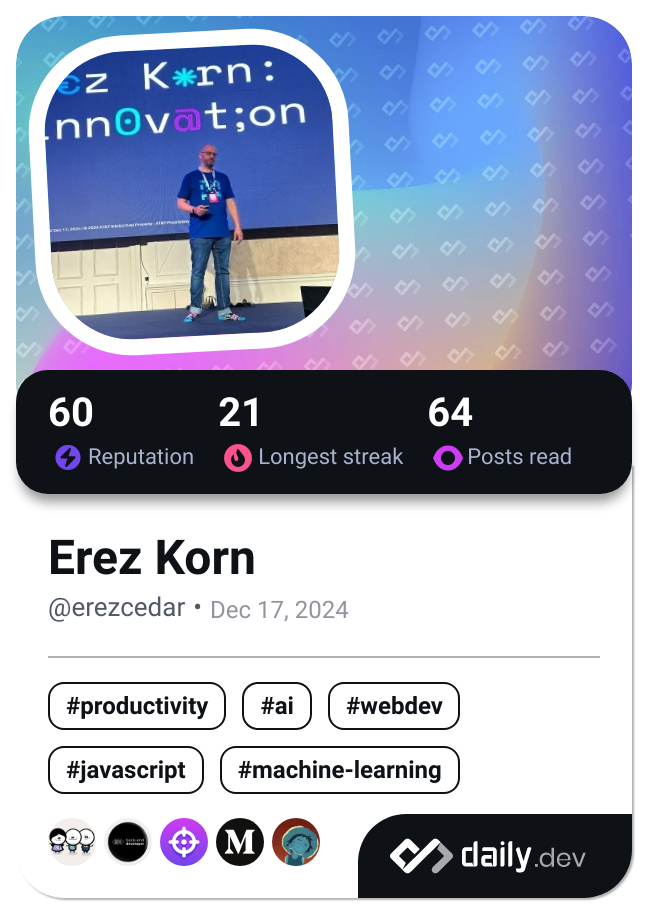 ez K*rn:
nn0v@t;on
60
21
64
Reputation
Longest streak
Posts read
Erez Korn
@erezcedar • Dec 17, 2024
#productivity
#ai
#webdev
#javascript
#machine-learning
M
daily.dev